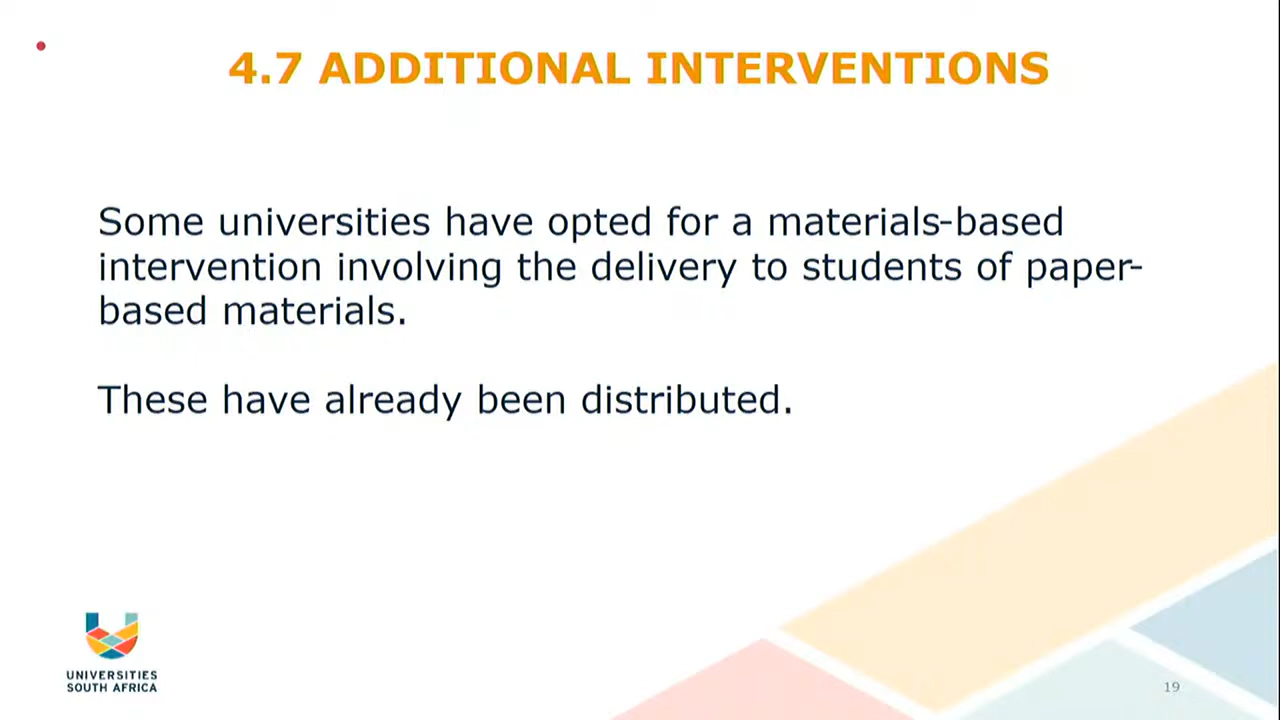 4.7 ADDITIONAL INTERVENTIONS
Some universities have opted for a materials-based
intervention involving the delivery to students of paper-
based materials.
These have already been distributed.
UNIVERSITIES
SOUTH AFRICA
19